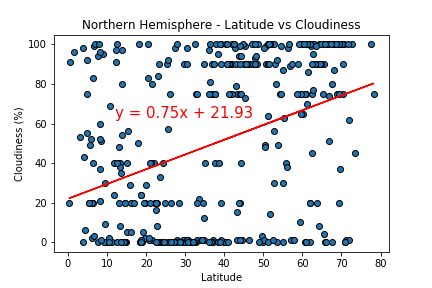 Northern Hemisphere - Latitude vs Cloudiness
100
80
60
40
20
0
Cloudiness (%)
y = 0.75x + 21.93
0 10 20 30 40 50 60 70 80
Latitude